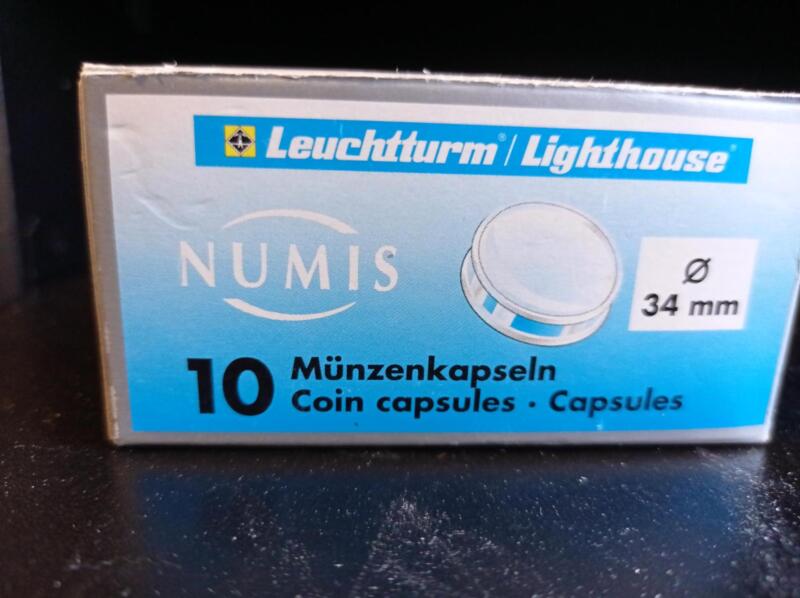 Leuchtturm® / Lighthouse®
NUMIS
Ø
34 mm
10 Münzenkapseln
Coin capsules · Capsules